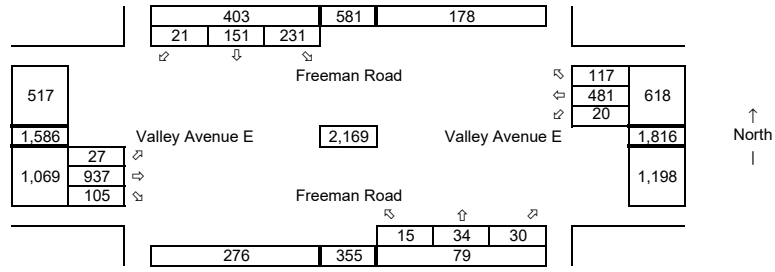 403 581 178
21 151 231
⬃ ⇩ ⬂
Freeman Road
⬁ 117
517 ⇦ 481 618
⬃ 20 ↑
1,586 Valley Avenue E 2,169 Valley Avenue E 1,816 North
27 ⬀ |
1,069 937 ⇨ 1,198
105 ⬂ Freeman Road
⬁ ⇧ ⬀
15 34 30
276 355 79